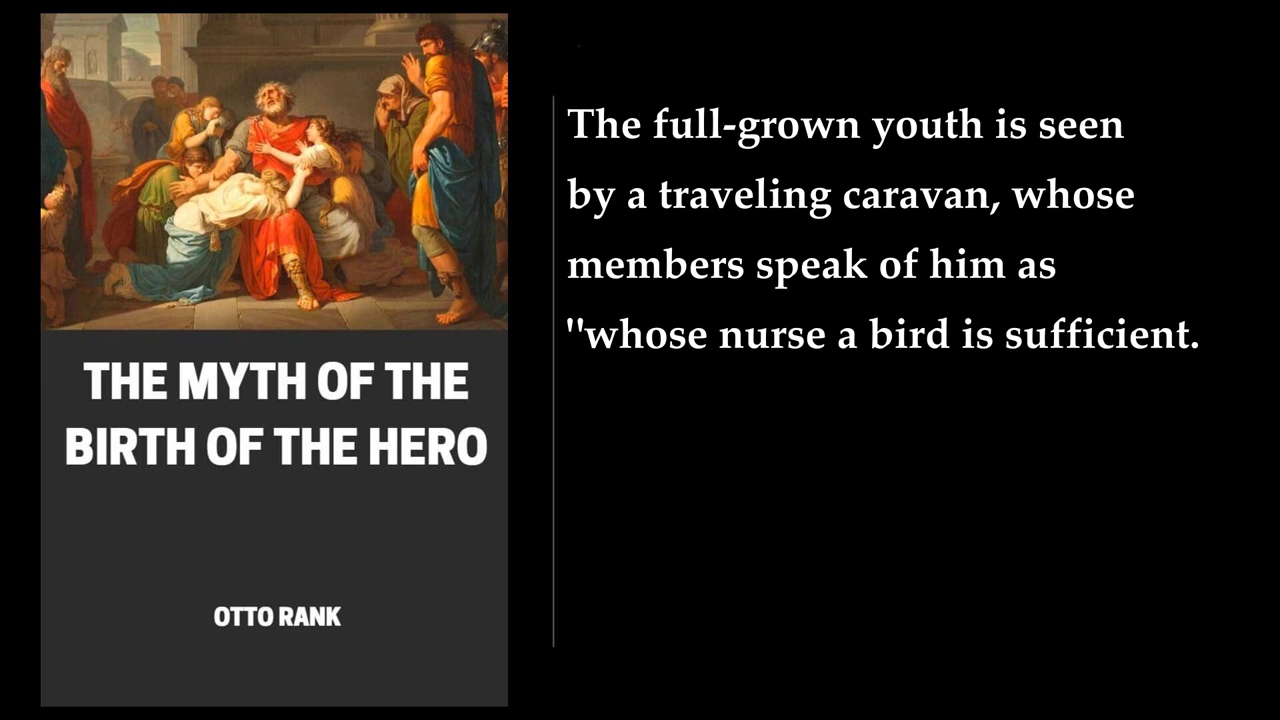 THE MYTH OF THE
BIRTH OF THE HERO
OTTO RANK
The full-grown youth is seen
by a traveling caravan, whose
members speak of him as
"whose nurse a bird is sufficient.